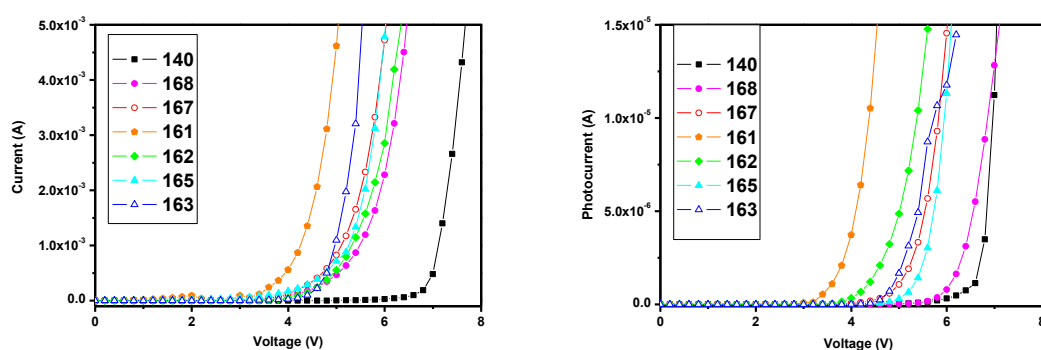 5.0x10⁻³
4.0x10⁻³
3.0x10⁻³
2.0x10⁻³
1.0x10⁻³
0.0
Current (A)
140
168
167
161
162
165
163
0 2 4 6 8
Voltage (V)
1.5x10⁻⁵
1.0x10⁻⁵
5.0x10⁻⁶
0.0
Photocurrent (A)
140
168
167
161
162
165
163
0 2 4 6 8
Voltage (V)